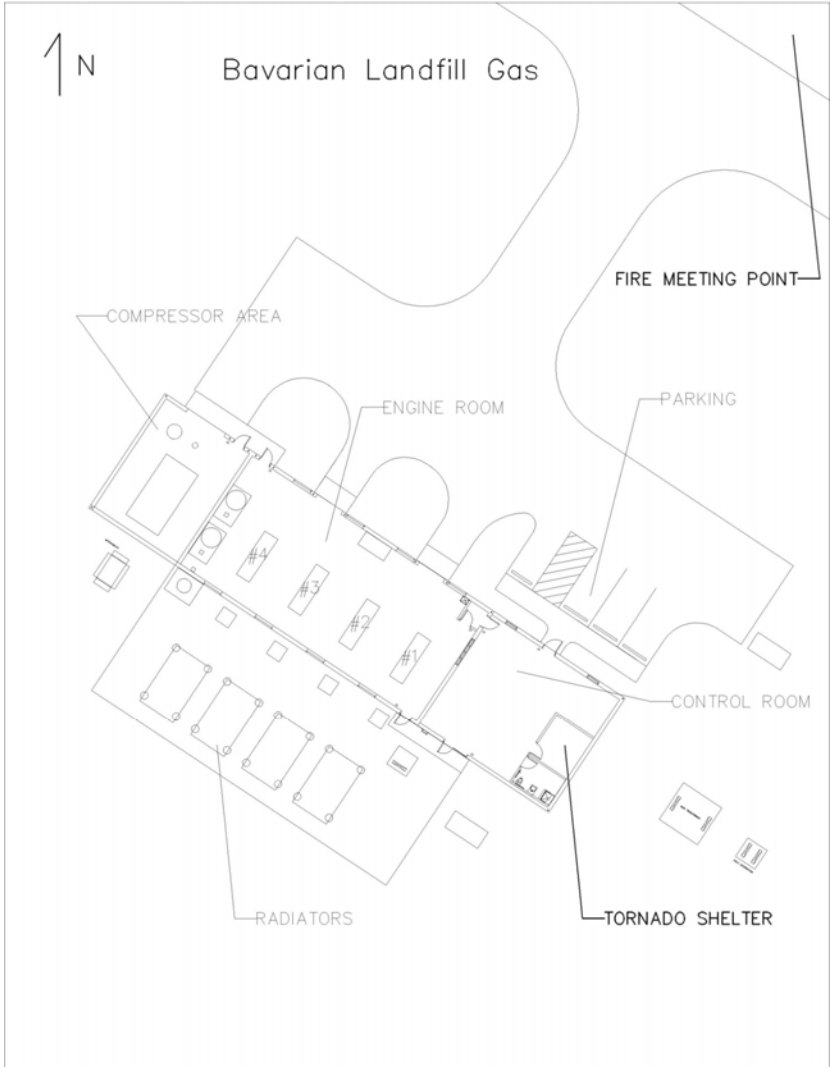 N
Bavarian Landfill Gas
FIRE MEETING POINT
COMPRESSOR AREA
ENGINE ROOM
PARKING
#4
#3
#2
#1
CONTROL ROOM
RADIATORS
TORNADO SHELTER